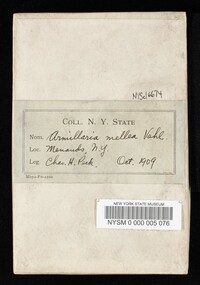 NYSd6674
COLL. N. Y. STATE
Nom. Armillaria mellea Vahl
Loc. Menands, N.Y.
Leg. Chas. H. Peck. Oct. 1909
NEW YORK STATE MUSEUM
NYSM 0 000 005 076